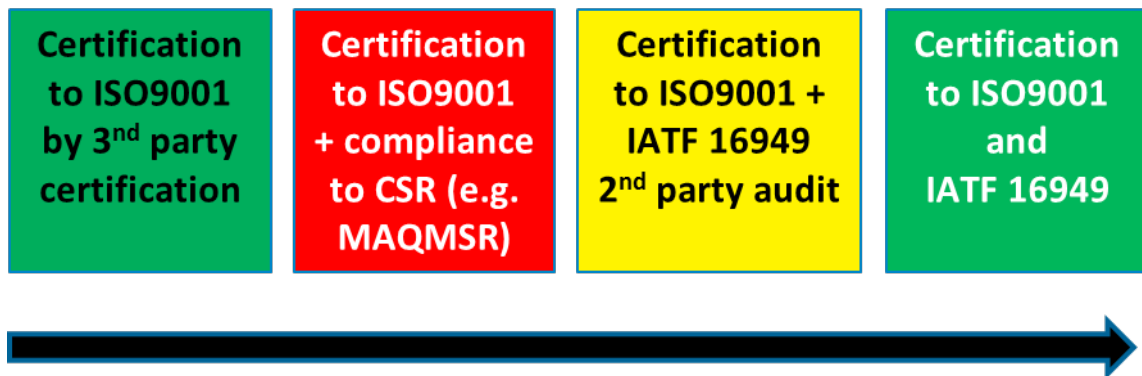 Certification
to ISO9001
by 3nd party
certification
Certification
to ISO9001
+ compliance
to CSR (e.g.
MAQMSR)
Certification
to ISO9001 +
IATF 16949
2nd party audit
Certification
to ISO9001
and
IATF 16949